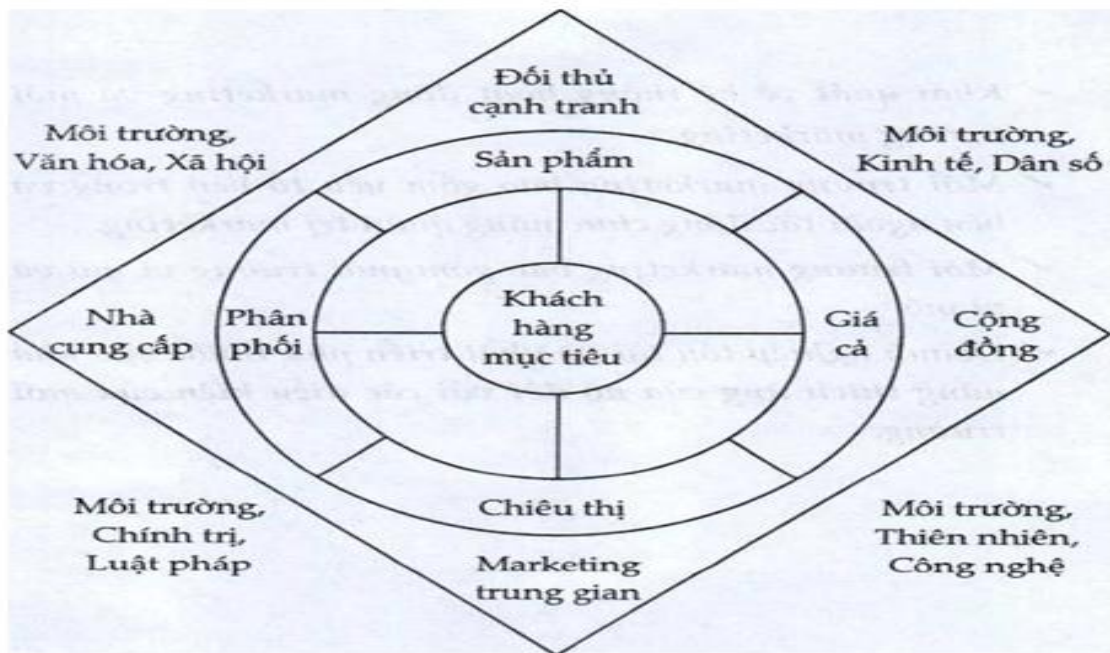 Đối thủ
cạnh tranh
Môi trường,
Văn hóa, Xã hội
Môi trường,
Kinh tế, Dân số
Sản phẩm
Nhà
cung cấp
Phân
phối
Khách
hàng
mục tiêu
Giá
cả
Cộng
đồng
Môi trường,
Chính trị,
Luật pháp
Chiêu thị
Môi trường,
Thiên nhiên,
Công nghệ
Marketing
trung gian